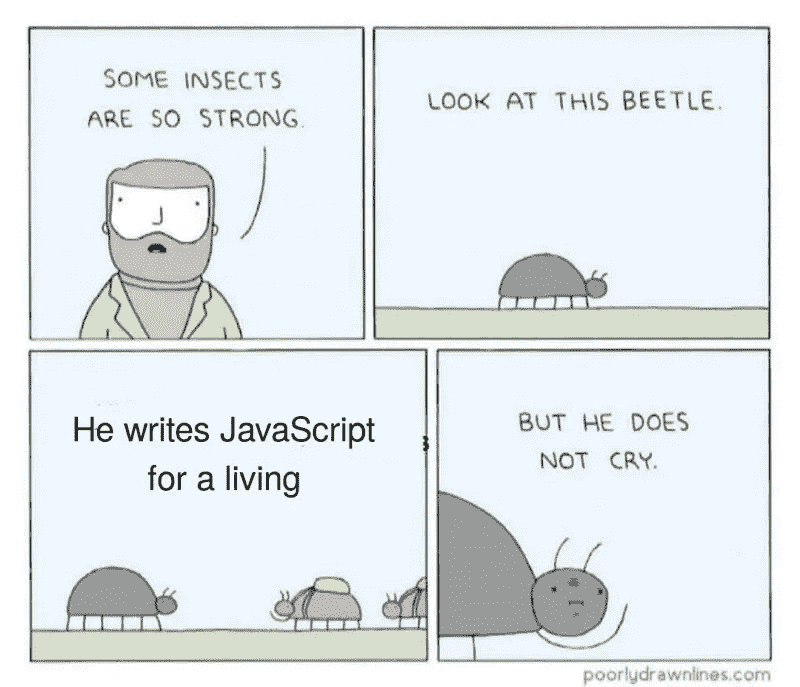 SOME INSECTS
ARE SO STRONG.
LOOK AT THIS BEETLE.
He writes JavaScript
for a living
BUT HE DOES
NOT CRY.
poorlydrawnlines.com